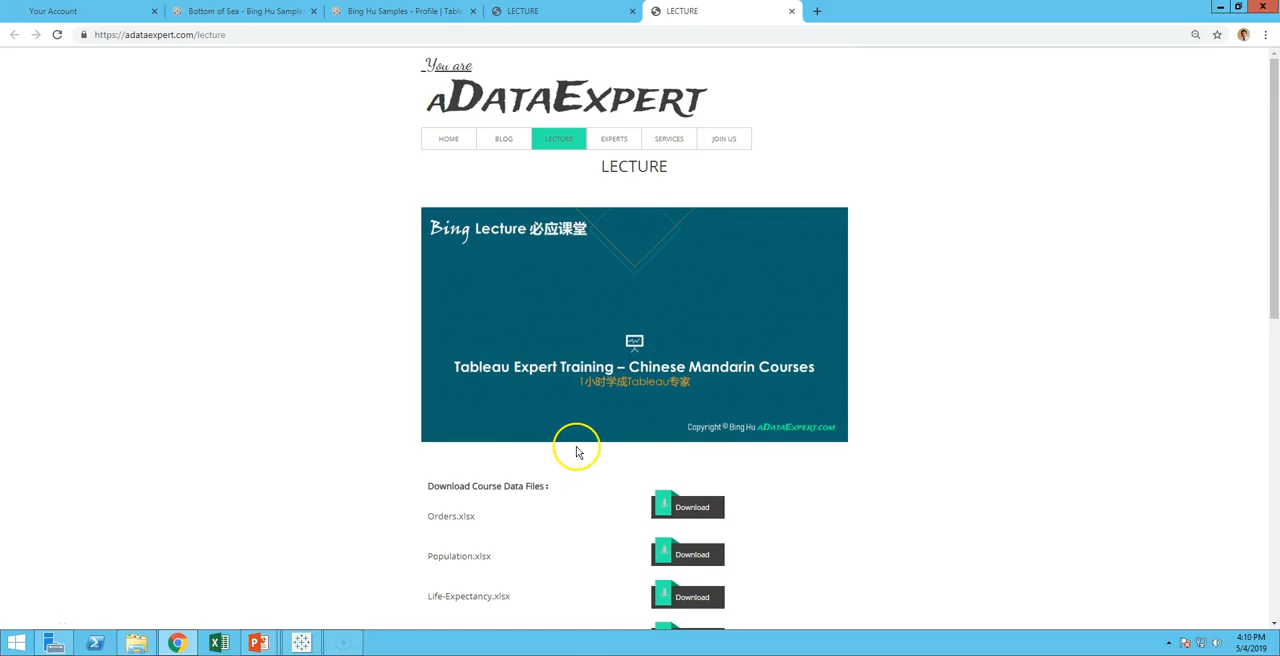 Your Account
Bottom of Sea - Bing Hu Samples
Bing Hu Samples - Profile | Table
LECTURE
LECTURE
https://adataexpert.com/lecture
You are
aDataExpert
HOME
BLOG
LECTURE
EXPERTS
SERVICES
JOIN US
LECTURE
Bing Lecture 必应课堂
Tableau Expert Training – Chinese Mandarin Courses
1小时学成Tableau专家
Copyright © Bing Hu aDataExpert.com
Download Course Data Files :
Orders.xlsx
Download
Population.xlsx
Download
Life-Expectancy.xlsx
Download
4:10 PM
5/4/2019